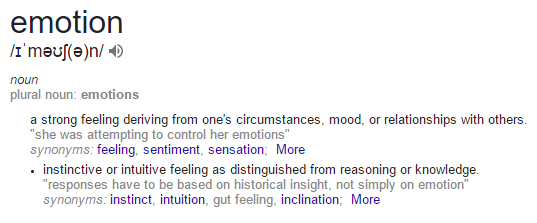 emotion
/ɪˈməʊʃ(ə)n/
noun
plural noun: emotions
a strong feeling deriving from one's circumstances, mood, or relationships with others.
"she was attempting to control her emotions"
synonyms: feeling, sentiment, sensation; More
• instinctive or intuitive feeling as distinguished from reasoning or knowledge.
"responses have to be based on historical insight, not simply on emotion"
synonyms: instinct, intuition, gut feeling, inclination; More